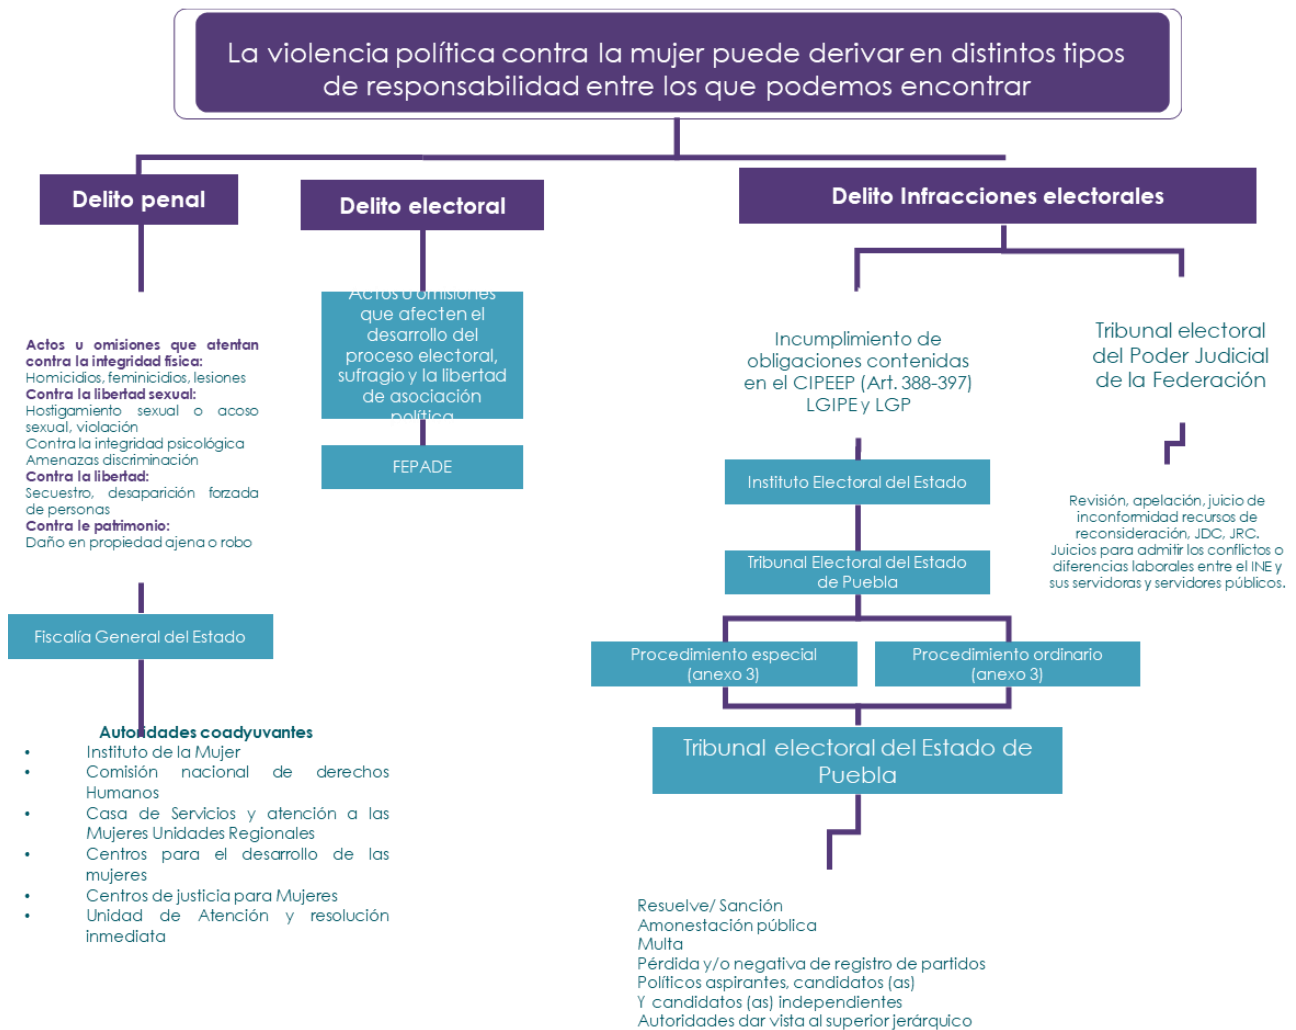 La violencia política contra la mujer puede derivar en distintos tipos
de responsabilidad entre los que podemos encontrar
Delito penal
Actos u omisiones que atentan
contra la integridad física:
Homicidios, feminicidios, lesiones
Contra la libertad sexual:
Hostigamiento sexual o acoso
sexual, violación
Contra la integridad psicológica
Amenazas discriminación
Contra la libertad:
Secuestro, desaparición forzada
de personas
Contra le patrimonio:
Daño en propiedad ajena o robo
Fiscalía General del Estado
Autoridades coadyuvantes
• Instituto de la Mujer
• Comisión nacional de derechos
Humanos
• Casa de Servicios y atención a las
Mujeres Unidades Regionales
• Centros para el desarrollo de las
mujeres
• Centros de justicia para Mujeres
• Unidad de Atención y resolución
inmediata
Delito electoral
Actos u omisiones
que afecten el
desarrollo del
proceso electoral,
sufragio y la libertad
de asociación
política
FEPADE
Delito Infracciones electorales
Incumplimiento de
obligaciones contenidas
en el CIPEEP (Art. 388-397)
LGIPE y LGP
Instituto Electoral del Estado
Tribunal Electoral del Estado
de Puebla
Procedimiento especial
(anexo 3)
Procedimiento ordinario
(anexo 3)
Tribunal electoral del Estado de
Puebla
Resuelve/ Sanción
Amonestación pública
Multa
Pérdida y/o negativa de registro de partidos
Políticos aspirantes, candidatos (as)
Y candidatos (as) independientes
Autoridades dar vista al superior jerárquico
Tribunal electoral
del Poder Judicial
de la Federación
Revisión, apelación, juicio de
inconformidad recursos de
reconsideración, JDC, JRC.
Juicios para admitir los conflictos o
diferencias laborales entre el INE y
sus servidoras y servidores públicos.